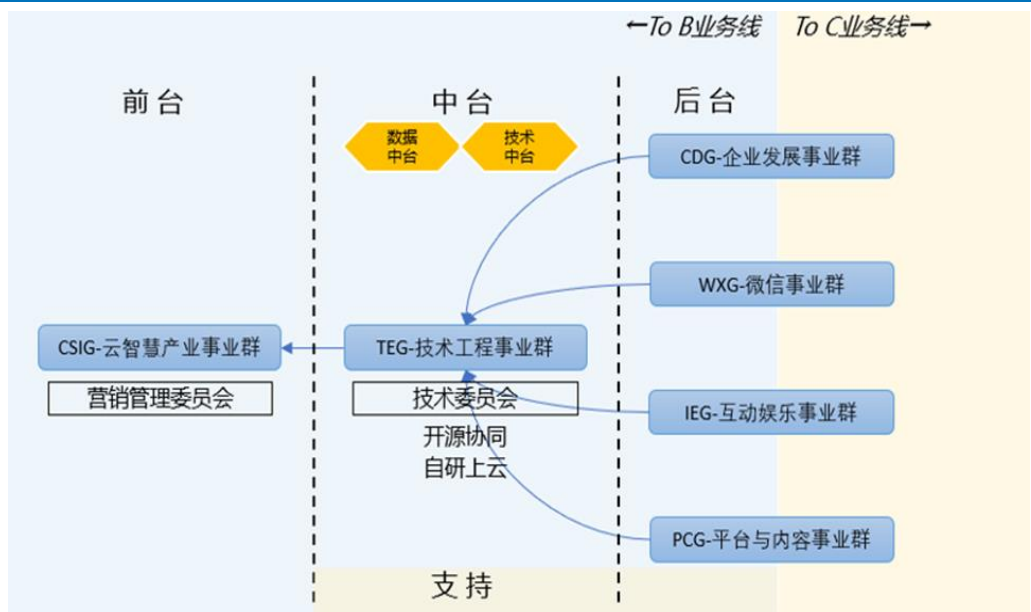 ←To B业务线 To C业务线→
前台 中台 后台
数据
中台
技术
中台
CDG-企业发展事业群
WXG-微信事业群
CSIG-云智慧产业事业群
TEG-技术工程事业群
营销管理委员会
技术委员会
IEG-互动娱乐事业群
开源协同
自研上云
PCG-平台与内容事业群
支持